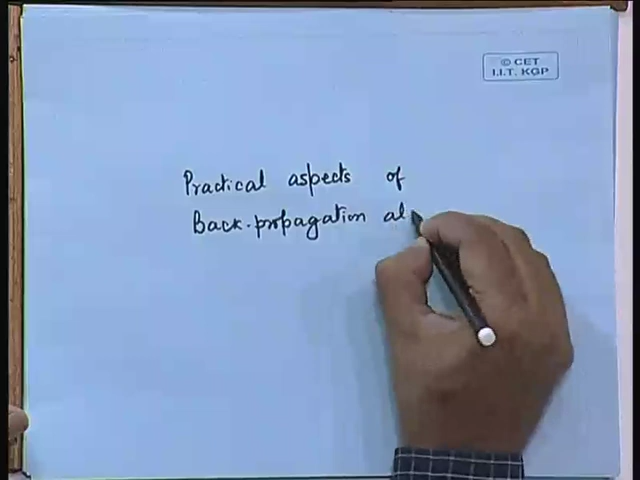 © CET
I.I.T. KGP
Practical aspects of
Back-propagation al